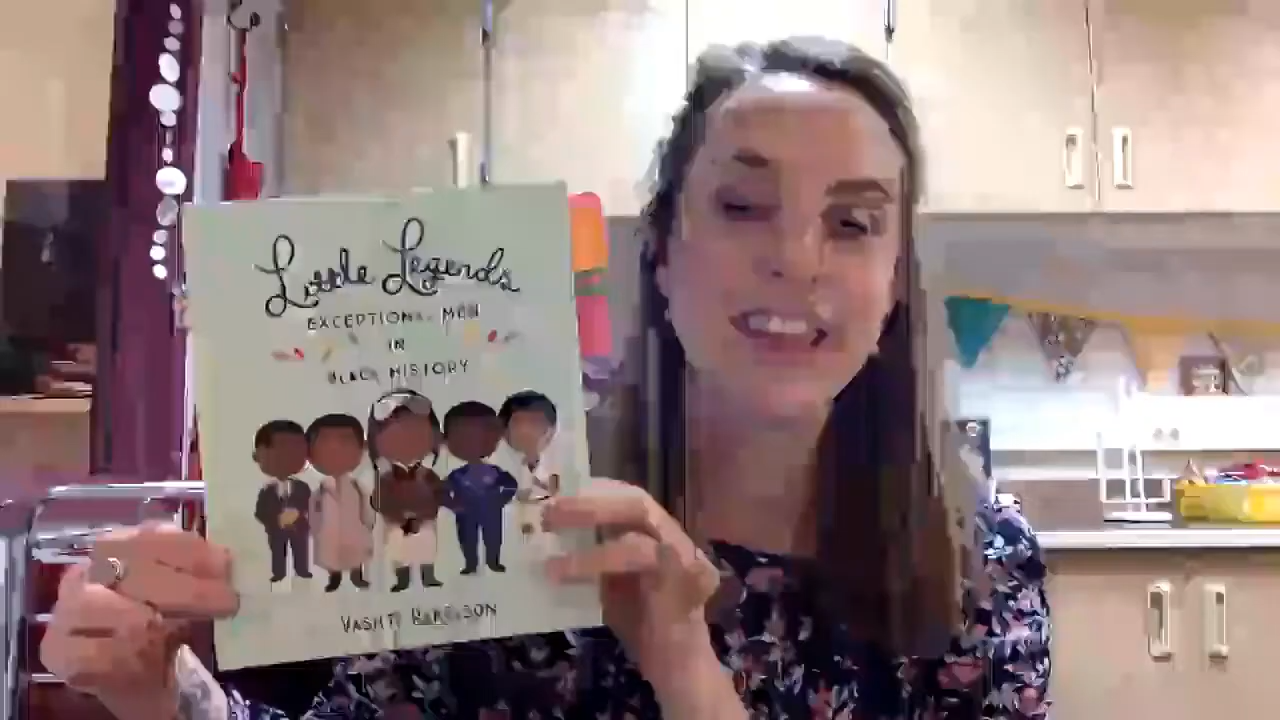 Little Legends
EXCEPTIONAL MEN
IN
BLACK HISTORY
VASHTI HARRISON